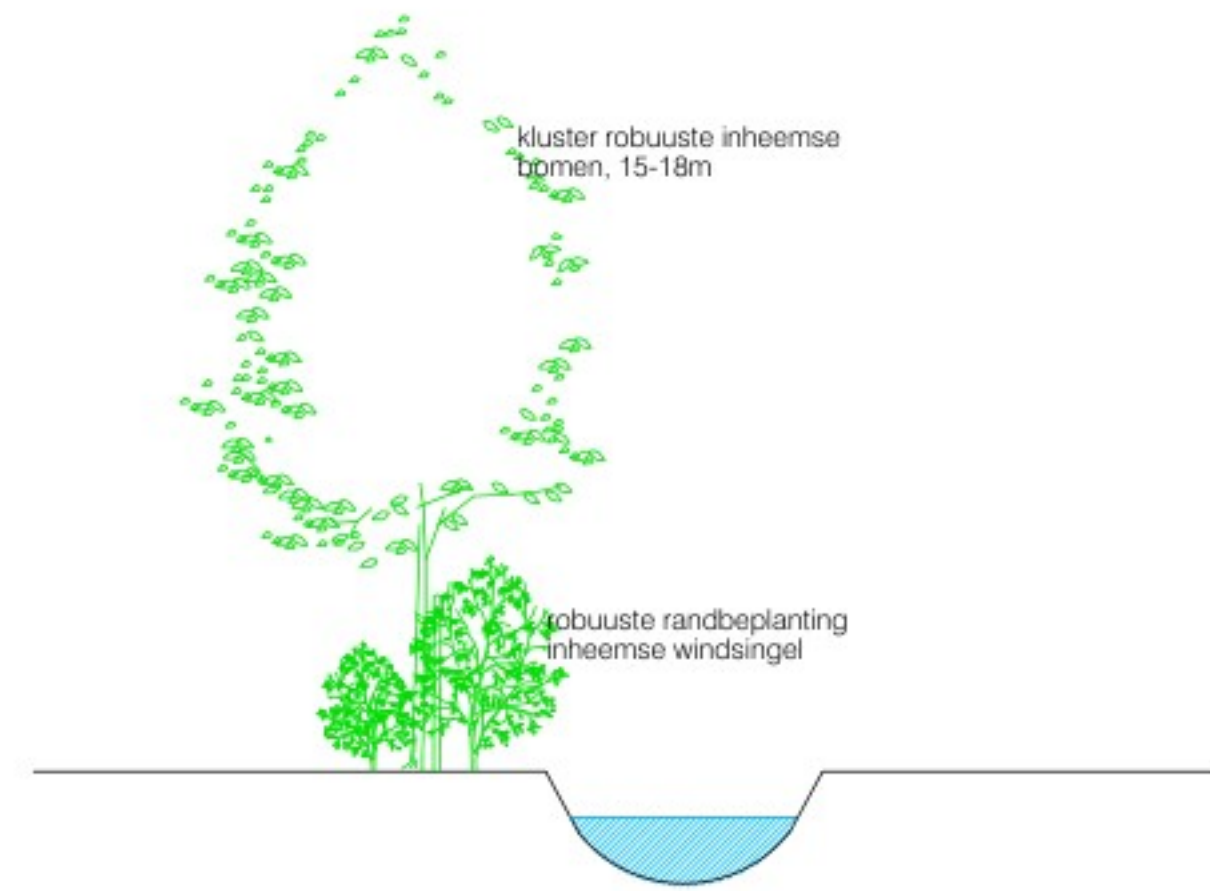 kluster robuuste inheemse
bomen, 15-18m
robuuste randbeplanting
inheemse windsingel